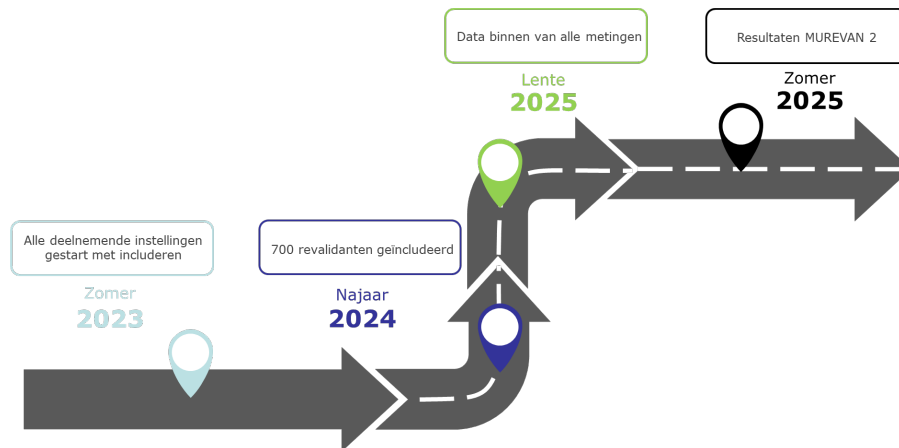 Alle deelnemende instellingen
gestart met includeren
Zomer
2023
700 revalidanten geïncludeerd
Najaar
2024
Data binnen van alle metingen
Lente
2025
Resultaten MUREVAN 2
Zomer
2025